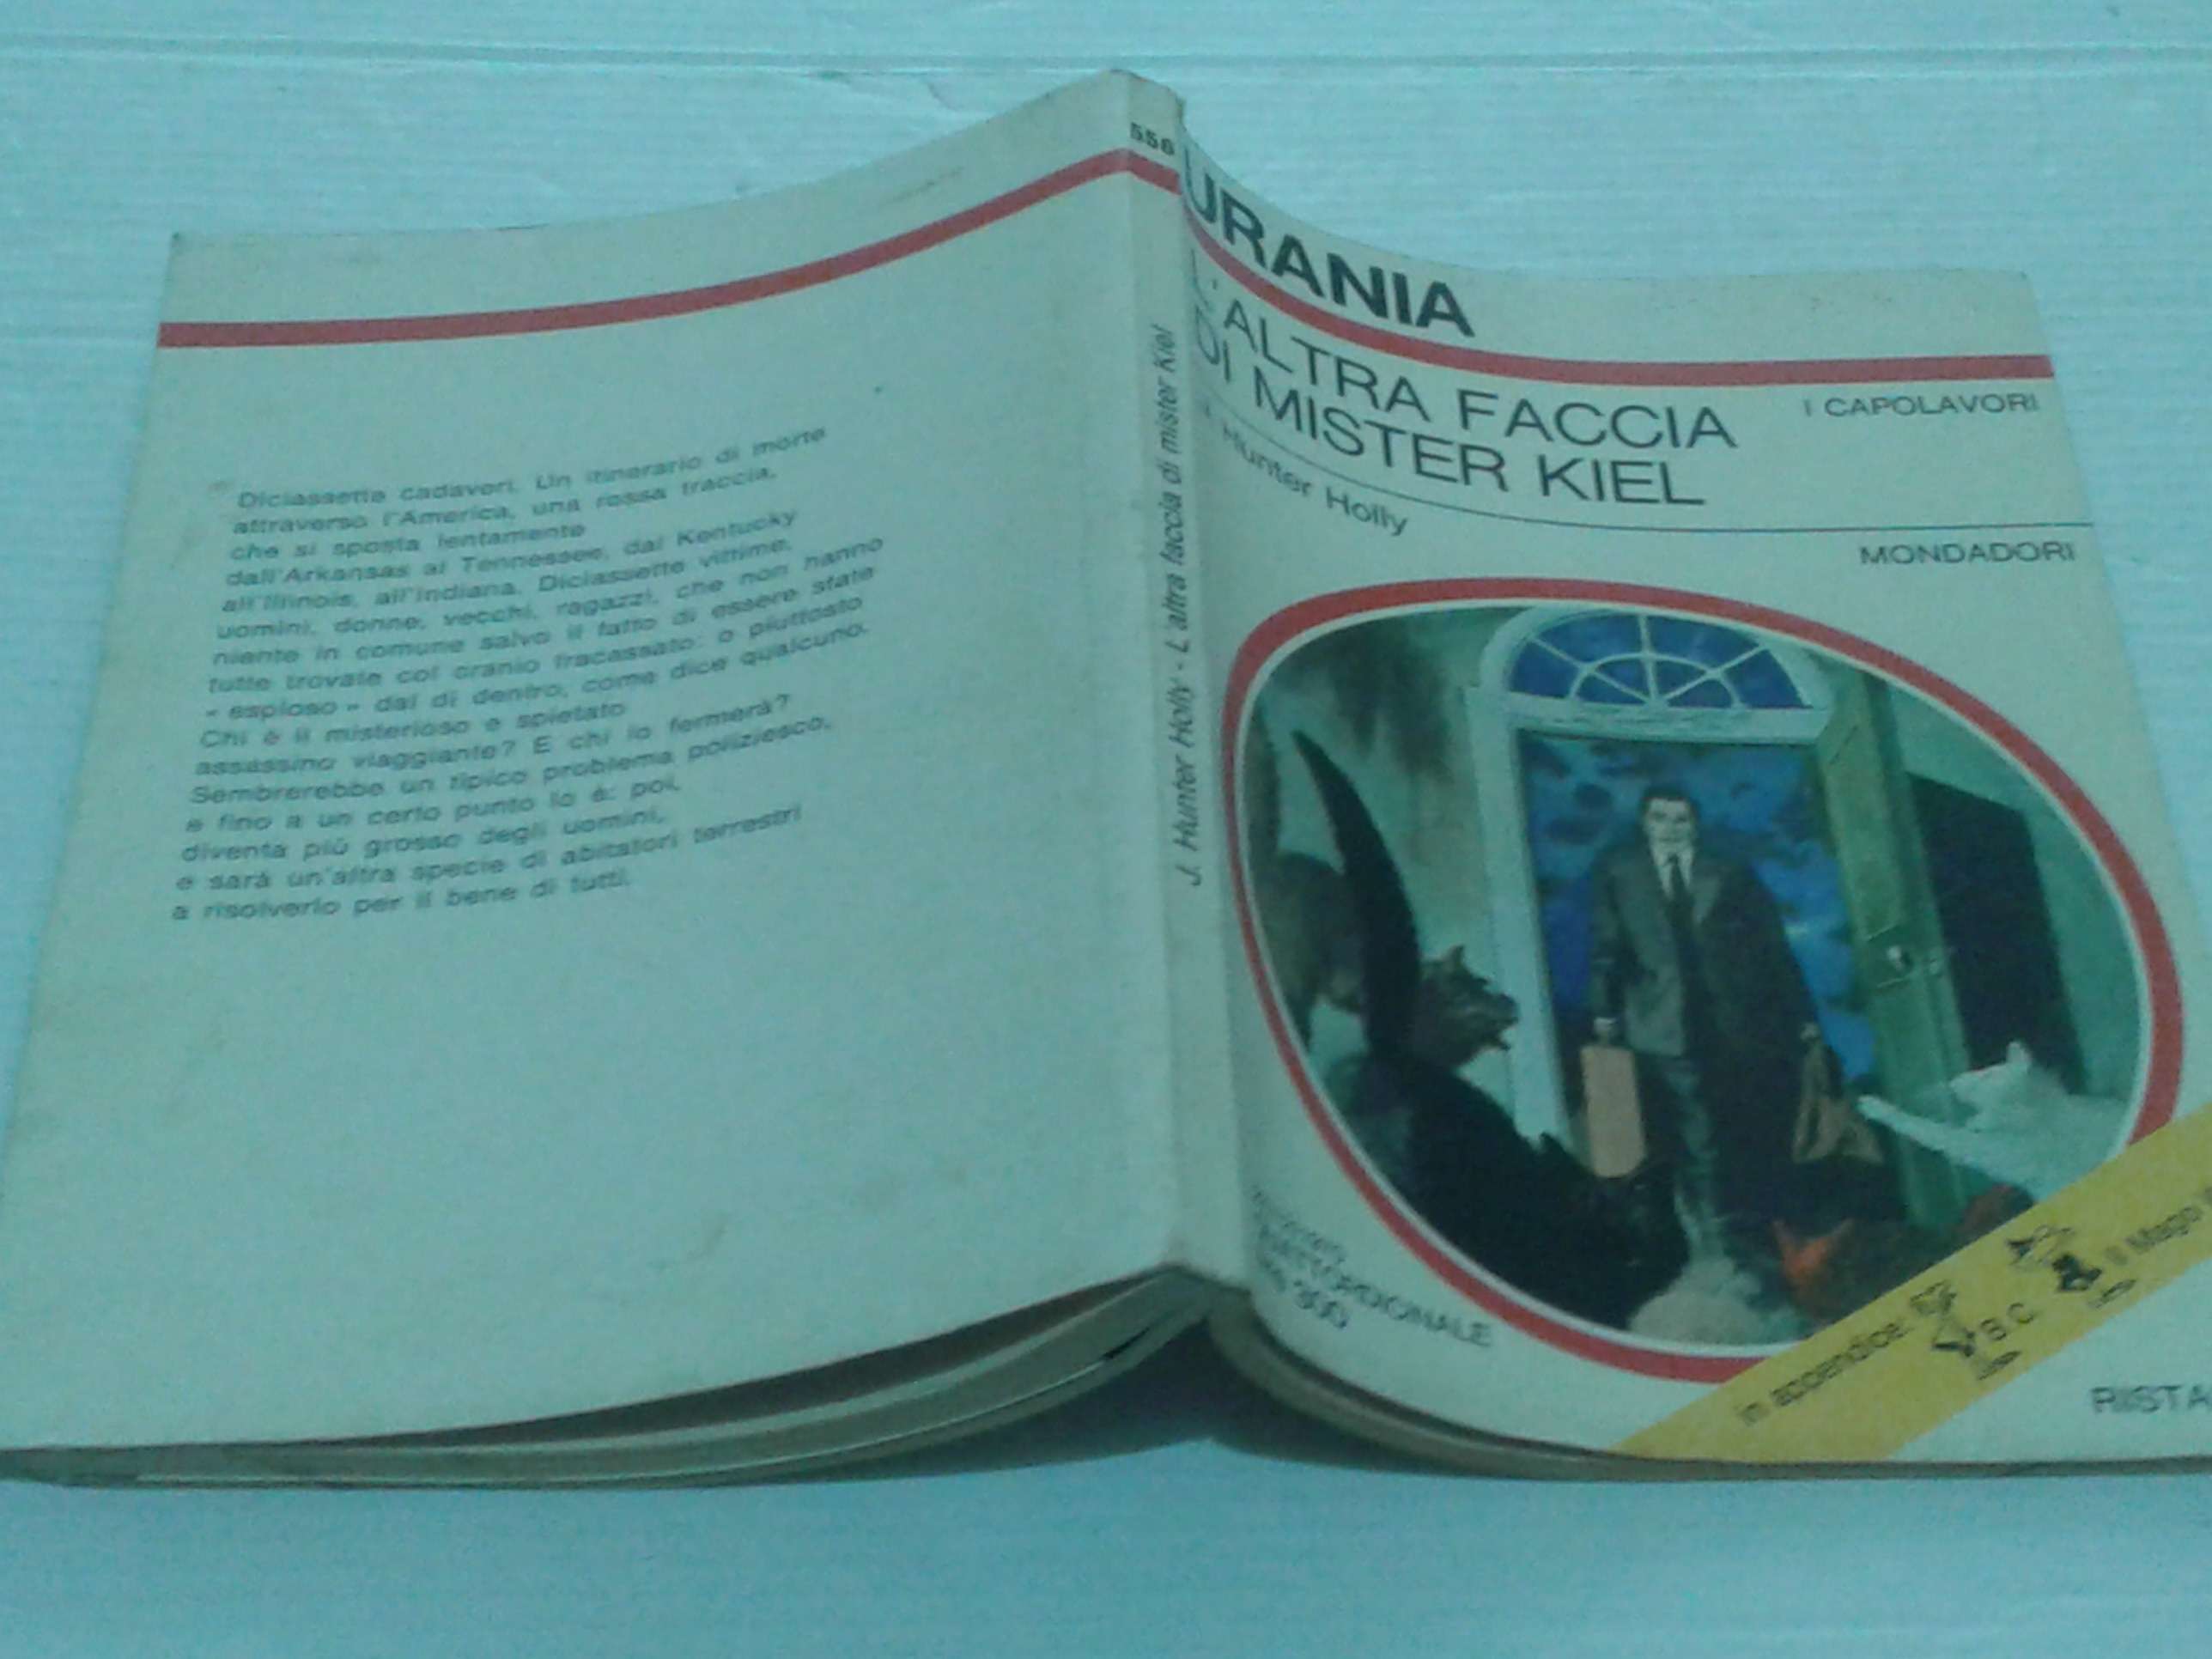 Diciassette cadaveri. Un itinerario di morte
attraverso l'America, una rossa traccia,
che si sposta lentamente
dall'Arkansas al Tennessee, dal Kentucky
all'Illinois, all'Indiana. Diciassette vittime,
uomini, donne, vecchi, ragazzi, che non hanno
niente in comune salvo il fatto di essere state
tutte trovate col cranio fracassato: o piuttosto
« esploso » dal di dentro, come dice qualcuno.
Chi è il misterioso e spietato
assassino viaggiante? E chi lo fermerà?
Sembrerebbe un tipico problema poliziesco,
e fino a un certo punto lo è: poi,
diventa più grosso degli uomini,
e sarà un'altra specie di abitatori terrestri
a risolverlo per il bene di tutti.
558
J. Hunter Holly - L'altra faccia di mister Kiel
URANIA
L'ALTRA FACCIA
DI MISTER KIEL
I CAPOLAVORI
Hunter Holly
MONDADORI
in appendice: B.C. Il Mago
RISTA